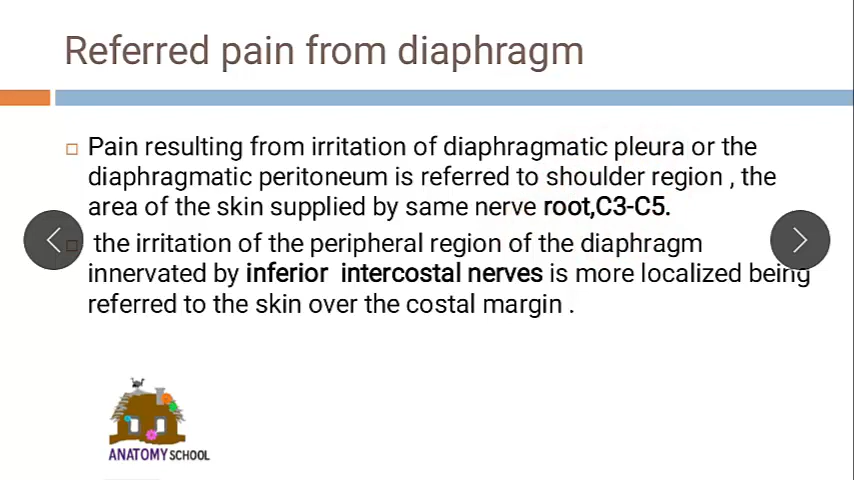 Referred pain from diaphragm
Pain resulting from irritation of diaphragmatic pleura or the
diaphragmatic peritoneum is referred to shoulder region , the
area of the skin supplied by same nerve root,C3-C5.
the irritation of the peripheral region of the diaphragm
innervated by inferior intercostal nerves is more localized being
referred to the skin over the costal margin .
ANATOMY SCHOOL